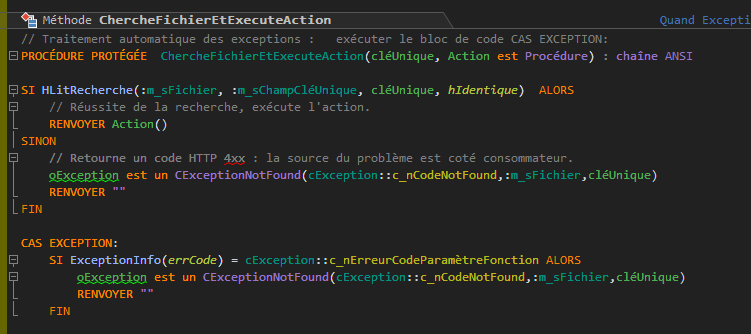 Méthode ChercheFichierEtExecuteAction
Quand Excepti
// Traitement automatique des exceptions :   exécuter le bloc de code CAS EXCEPTION:
PROCÉDURE PROTÉGÉE  ChercheFichierEtExecuteAction(cléUnique, Action est Procédure) : chaîne ANSI
SI HLitRecherche(:m_sFichier, :m_sChampCléUnique, cléUnique, hIdentique)  ALORS
    // Réussite de la recherche, exécute l'action.
    RENVOYER Action()
SINON
    // Retourne un code HTTP 4xx : la source du problème est coté consommateur.
    oException est un CExceptionNotFound(cException::c_nCodeNotFound,:m_sFichier,cléUnique)
    RENVOYER ""
FIN
CAS EXCEPTION:
    SI ExceptionInfo(errCode) = cException::c_nErreurCodeParamètreFonction ALORS
        oException est un CExceptionNotFound(cException::c_nCodeNotFound,:m_sFichier,cléUnique)
        RENVOYER ""
    FIN